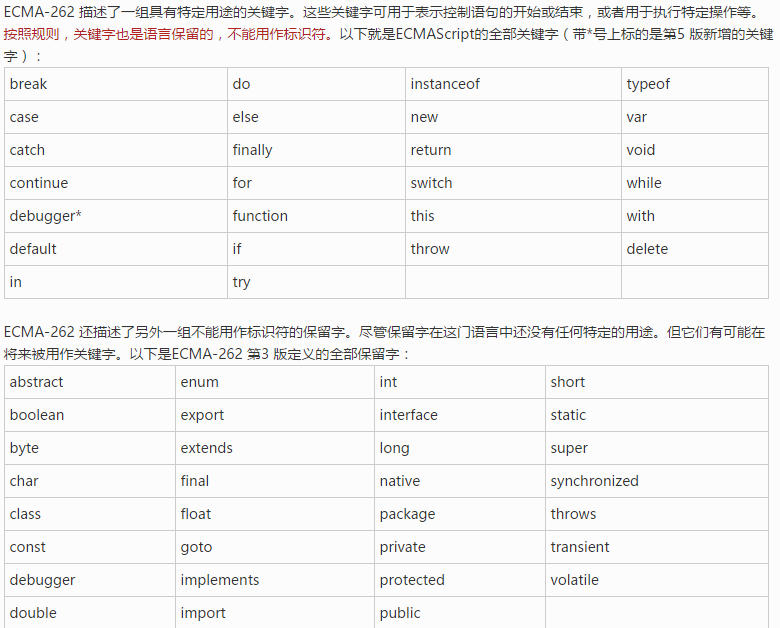 ECMA-262 描述了一组具有特定用途的关键字。这些关键字可用于表示控制语句的开始或结束，或者用于执行特定操作等。
按照规则，关键字也是语言保留的，不能用作标识符。以下就是ECMAScript的全部关键字（带*号上标的是第5 版新增的关键
字）：
break do instanceof typeof
case else new var
catch finally return void
continue for switch while
debugger* function this with
default if throw delete
in try
ECMA-262 还描述了另外一组不能用作标识符的保留字。尽管保留字在这门语言中还没有任何特定的用途。但它们有可能在
将来被用作关键字。以下是ECMA-262 第3 版定义的全部保留字：
abstract enum int short
boolean export interface static
byte extends long super
char final native synchronized
class float package throws
const goto private transient
debugger implements protected volatile
double import public